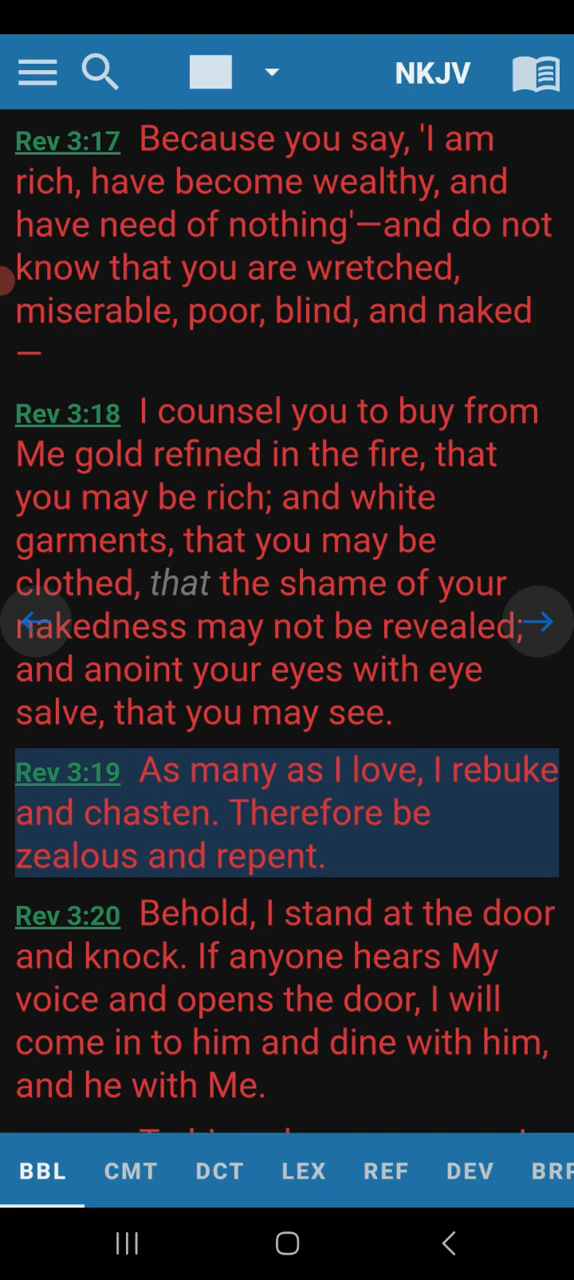 NKJV
Rev 3:17 Because you say, 'I am
rich, have become wealthy, and
have need of nothing'—and do not
know that you are wretched,
miserable, poor, blind, and naked
—
Rev 3:18 I counsel you to buy from
Me gold refined in the fire, that
you may be rich; and white
garments, that you may be
clothed, that the shame of your
nakedness may not be revealed;
and anoint your eyes with eye
salve, that you may see.
Rev 3:19 As many as I love, I rebuke
and chasten. Therefore be
zealous and repent.
Rev 3:20 Behold, I stand at the door
and knock. If anyone hears My
voice and opens the door, I will
come in to him and dine with him,
and he with Me.
BBL CMT DCT LEX REF DEV